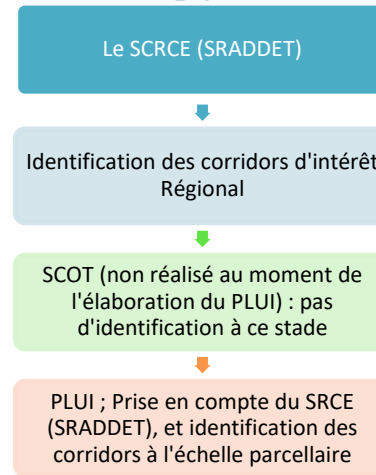 Le SCRCE (SRADDET)
Identification des corridors d'intérêt
Régional
SCOT (non réalisé au moment de
l'élaboration du PLUI) : pas
d'identification à ce stade
PLUI ; Prise en compte du SRCE
(SRADDET), et identification des
corridors à l'échelle parcellaire